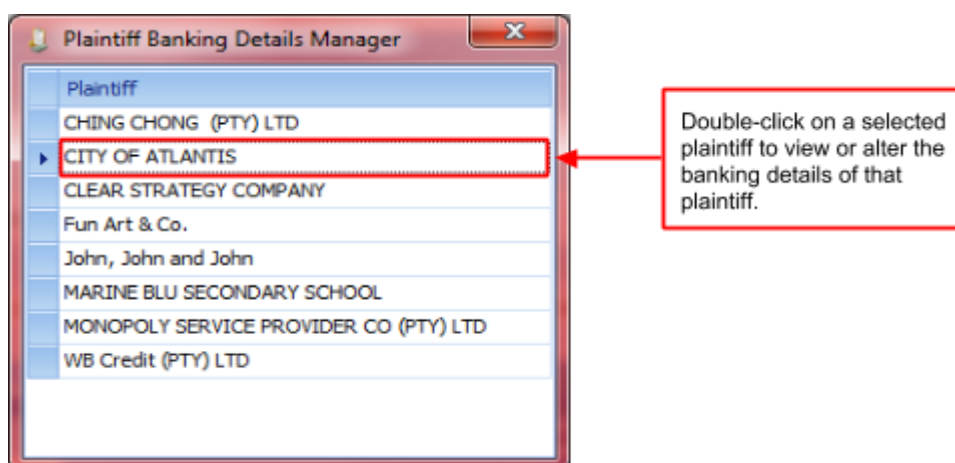 Plaintiff Banking Details Manager
Plaintiff
CHING CHONG (PTY) LTD
CITY OF ATLANTIS
CLEAR STRATEGY COMPANY
Fun Art & Co.
John, John and John
MARINE BLU SECONDARY SCHOOL
MONOPOLY SERVICE PROVIDER CO (PTY) LTD
WB Credit (PTY) LTD
Double-click on a selected
plaintiff to view or alter the
banking details of that
plaintiff.